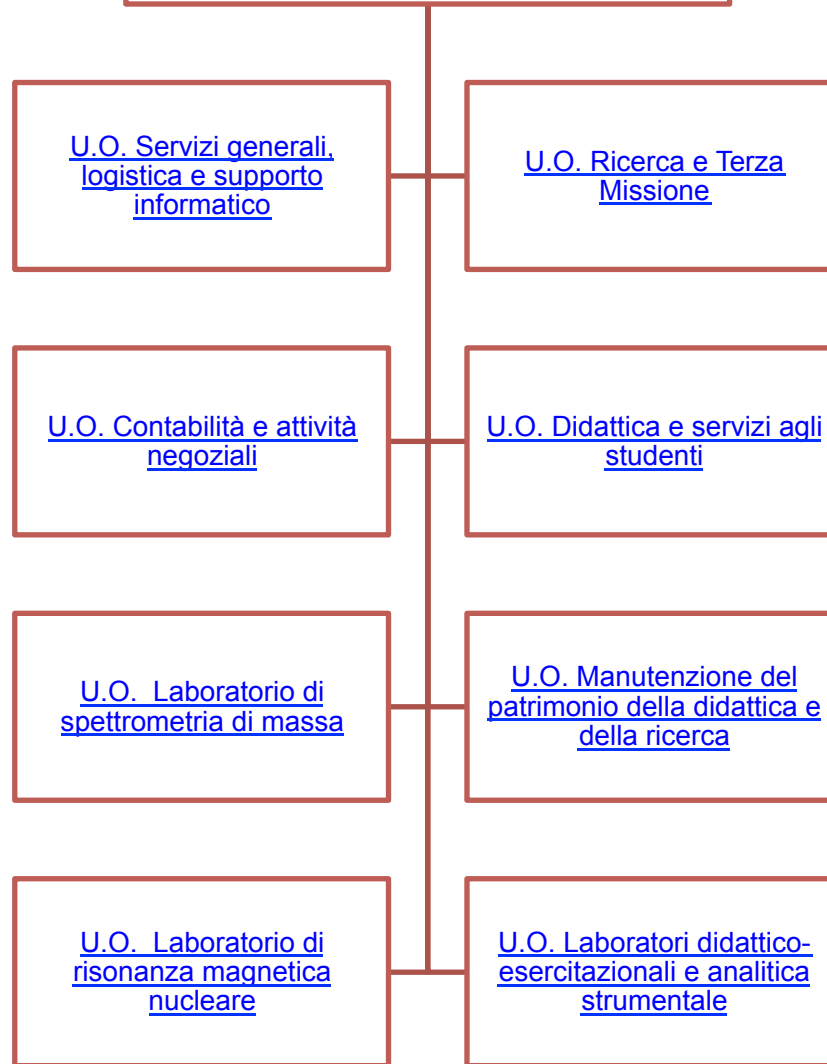 U.O. Servizi generali,
logistica e supporto
informatico
U.O. Ricerca e Terza
Missione
U.O. Contabilità e attività
negoziali
U.O. Didattica e servizi agli
studenti
U.O. Laboratorio di
spettrometria di massa
U.O. Manutenzione del
patrimonio della didattica e
della ricerca
U.O. Laboratorio di
risonanza magnetica
nucleare
U.O. Laboratori didattico-
esercitazionali e analitica
strumentale